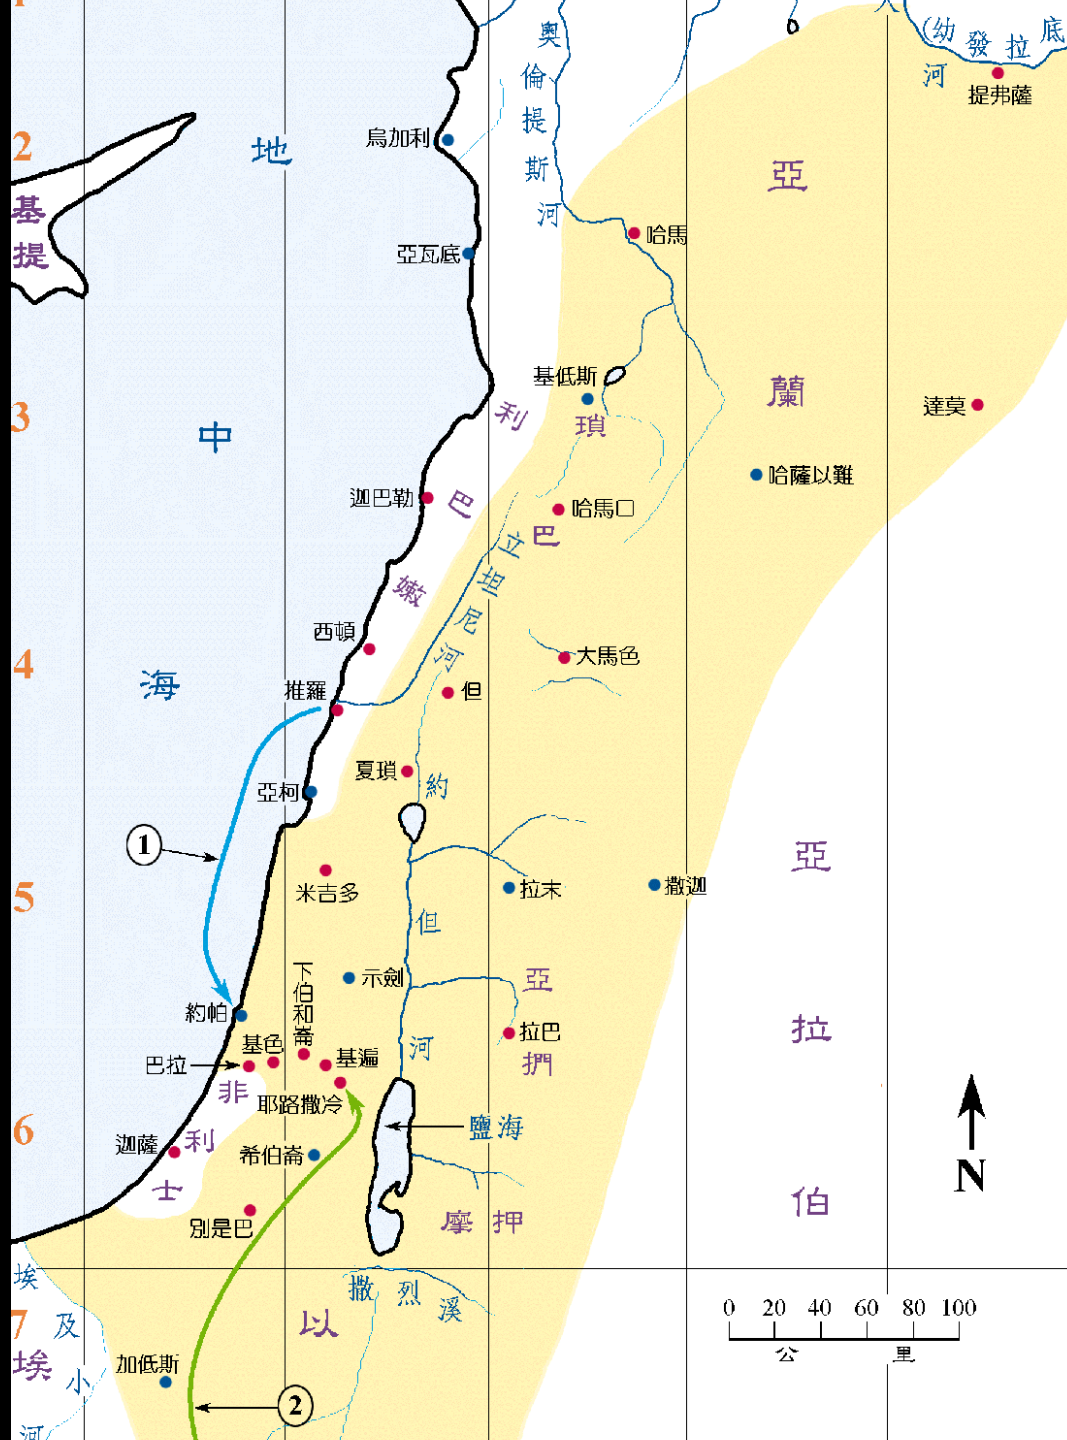 奧倫提斯河
(幼發拉底河
提弗薩
2
烏加利
地
亞
基提
哈馬
亞瓦底
基低斯
蘭
達莫
3
利
瑣
中
哈薩以難
迦巴勒
巴
哈馬口
巴
立坦尼河
嫩
西頓
大馬色
4
海
推羅
但
夏瑣
約
亞柯
1
亞
米吉多
拉末
撒迦
5
但
示劍
下伯和崙
亞
約帕
拉
基色
拉巴
河
基遍
巴拉
捫
非
耶路撒冷
6
鹽海
迦薩
利
希伯崙
N
士
伯
別是巴
摩押
埃及小河
撒烈溪
0 20 40 60 80 100
公里
7
以
埃
加低斯
2